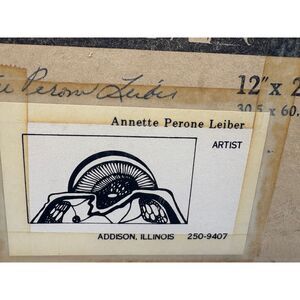 Perone Leiber
12" x 2
30.5 x 60.
Annette Perone Leiber
ARTIST
ADDISON, ILLINOIS 250-9407